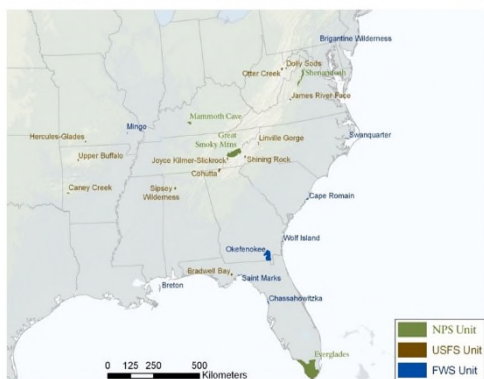 Brigantine Wilderness
Dolly Sods
Otter Creek
Shenandoah
James River Face
Mammoth Cave
Mingo
Hercules-Glades
Great
Smoky Mtns
Linville Gorge
Swanquarter
Upper Buffalo
Joyce Kilmer-Slickrock
Shining Rock
Cohutta
Caney Creek
Sipsey
Wilderness
Cape Romain
Wolf Island
Okefenokee
Bradwell Bay
Saint Marks
Breton
Chassahowitzka
NPS Unit
USFS Unit
FWS Unit
Everglades
0 125 250 500
Kilometers